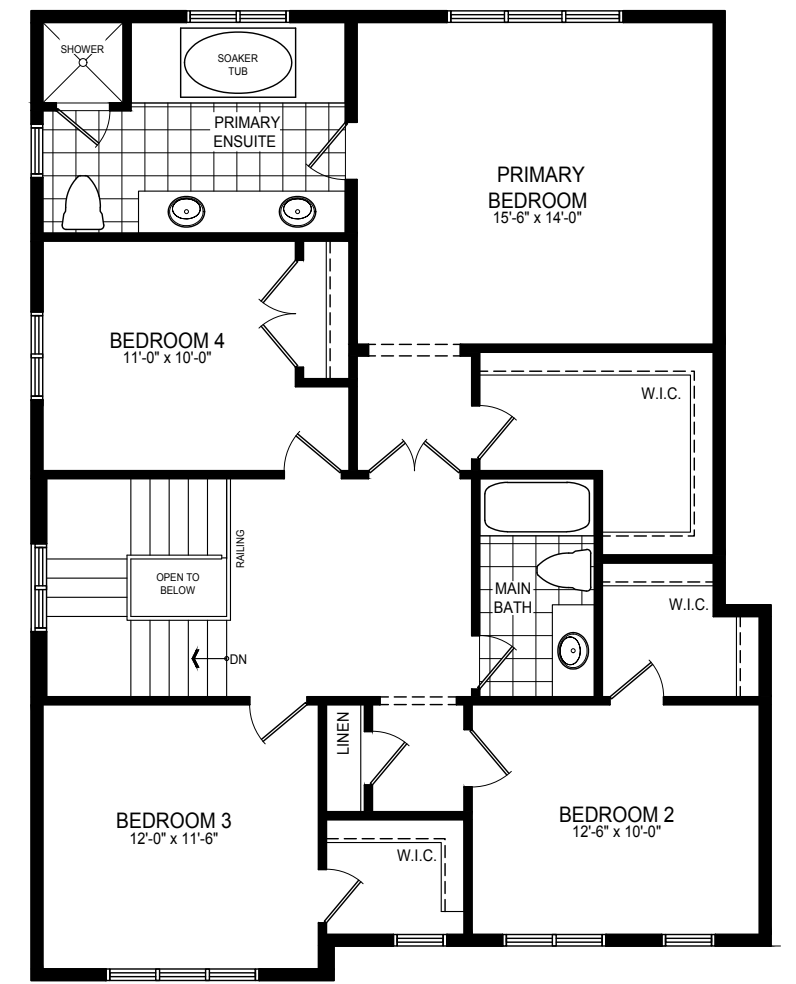 SHOWER
SOAKER
TUB
PRIMARY
ENSUITE
PRIMARY
BEDROOM
15'-6" x 14'-0"
BEDROOM 4
11'-0" x 10'-0"
W.I.C.
RAILING
OPEN TO
BELOW
MAIN
BATH
W.I.C.
DN
LINEN
BEDROOM 3
12'-0" x 11'-6"
BEDROOM 2
12'-6" x 10'-0"
W.I.C.